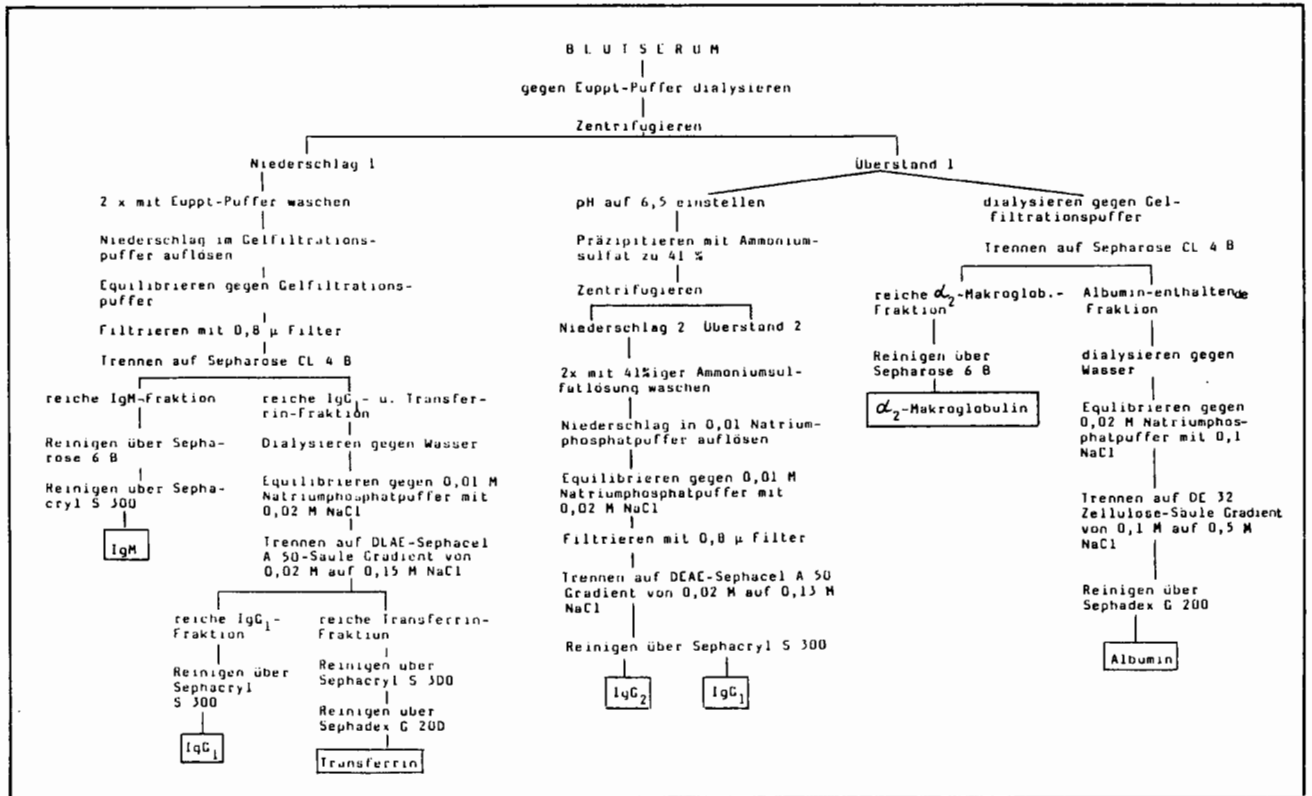 BLUTSERUM
gegen Euppt-Puffer dialysieren
Zentrifugieren
Niederschlag 1
2 x mit Euppt-Puffer waschen
Niederschlag im Gelfiltrations-
puffer auflösen
Equilibrieren gegen Gelfiltrations-
puffer
Filtrieren mit 0,8 µ Filter
Trennen auf Sepharose CL 4 B
reiche IgM-Fraktion
Reinigen über Sepha-
rose 6 B
Reinigen über Sepha-
cryl S 300
IgM
reiche IgG₁- u. Transfer-
rin-Fraktion
Dialysieren gegen Wasser
Equilibrieren gegen 0,01 M
Natriumphosphatpuffer mit
0,02 M NaCl
Trennen auf DEAE-Sephacel
A 50-Säule Gradient von
0,02 M auf 0,15 M NaCl
reiche IgG₁-
Fraktion
Reinigen über
Sephacryl
S 300
IgG₁
reiche Transferrin-
Fraktion
Reinigen über
Sephacryl S 300
Reinigen über
Sephadex G 200
Transferrin
Überstand 1
pH auf 6,5 einstellen
Präzipitieren mit Ammonium-
sulfat zu 41 %
Zentrifugieren
Niederschlag 2 Überstand 2
2x mit 41%iger Ammoniumsul-
fatlösung waschen
Niederschlag in 0,01 Natrium-
phosphatpuffer auflösen
Equilibrieren gegen 0,01 M
Natriumphosphatpuffer mit
0,02 M NaCl
Filtrieren mit 0,8 µ Filter
Trennen auf DEAE-Sephacel A 50
Gradient von 0,02 M auf 0,13 M
NaCl
Reinigen über Sephacryl S 300
IgG₂ IgG₁
dialysieren gegen Gel-
filtrationspuffer
Trennen auf Sepharose CL 4 B
reiche α₂-Makroglob.-
Fraktion
Reinigen über
Sepharose 6 B
α₂-Makroglobulin
Albumin-enthaltende
Fraktion
dialysieren gegen
Wasser
Equlibrieren gegen
0,02 M Natriumphos-
phatpuffer mit 0,1
NaCl
Trennen auf DE 32
Zellulose-Säule Gradient
von 0,1 M auf 0,5 M
NaCl
Reinigen über
Sephadex G 200
Albumin